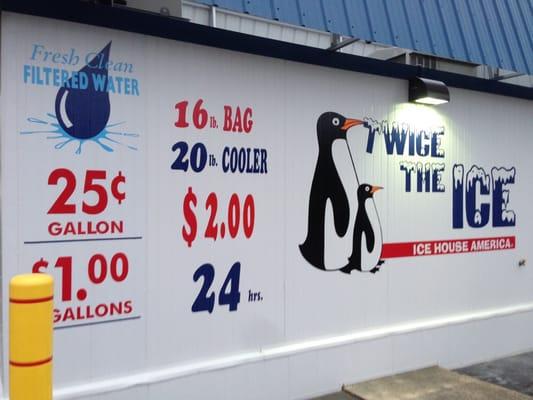 Fresh Clean
FILTERED WATER
25¢
GALLON
$1.00
GALLONS
16 lb. BAG
20 lb. COOLER
$2.00
24 hrs.
TWICE
THE ICE
ICE HOUSE AMERICA.